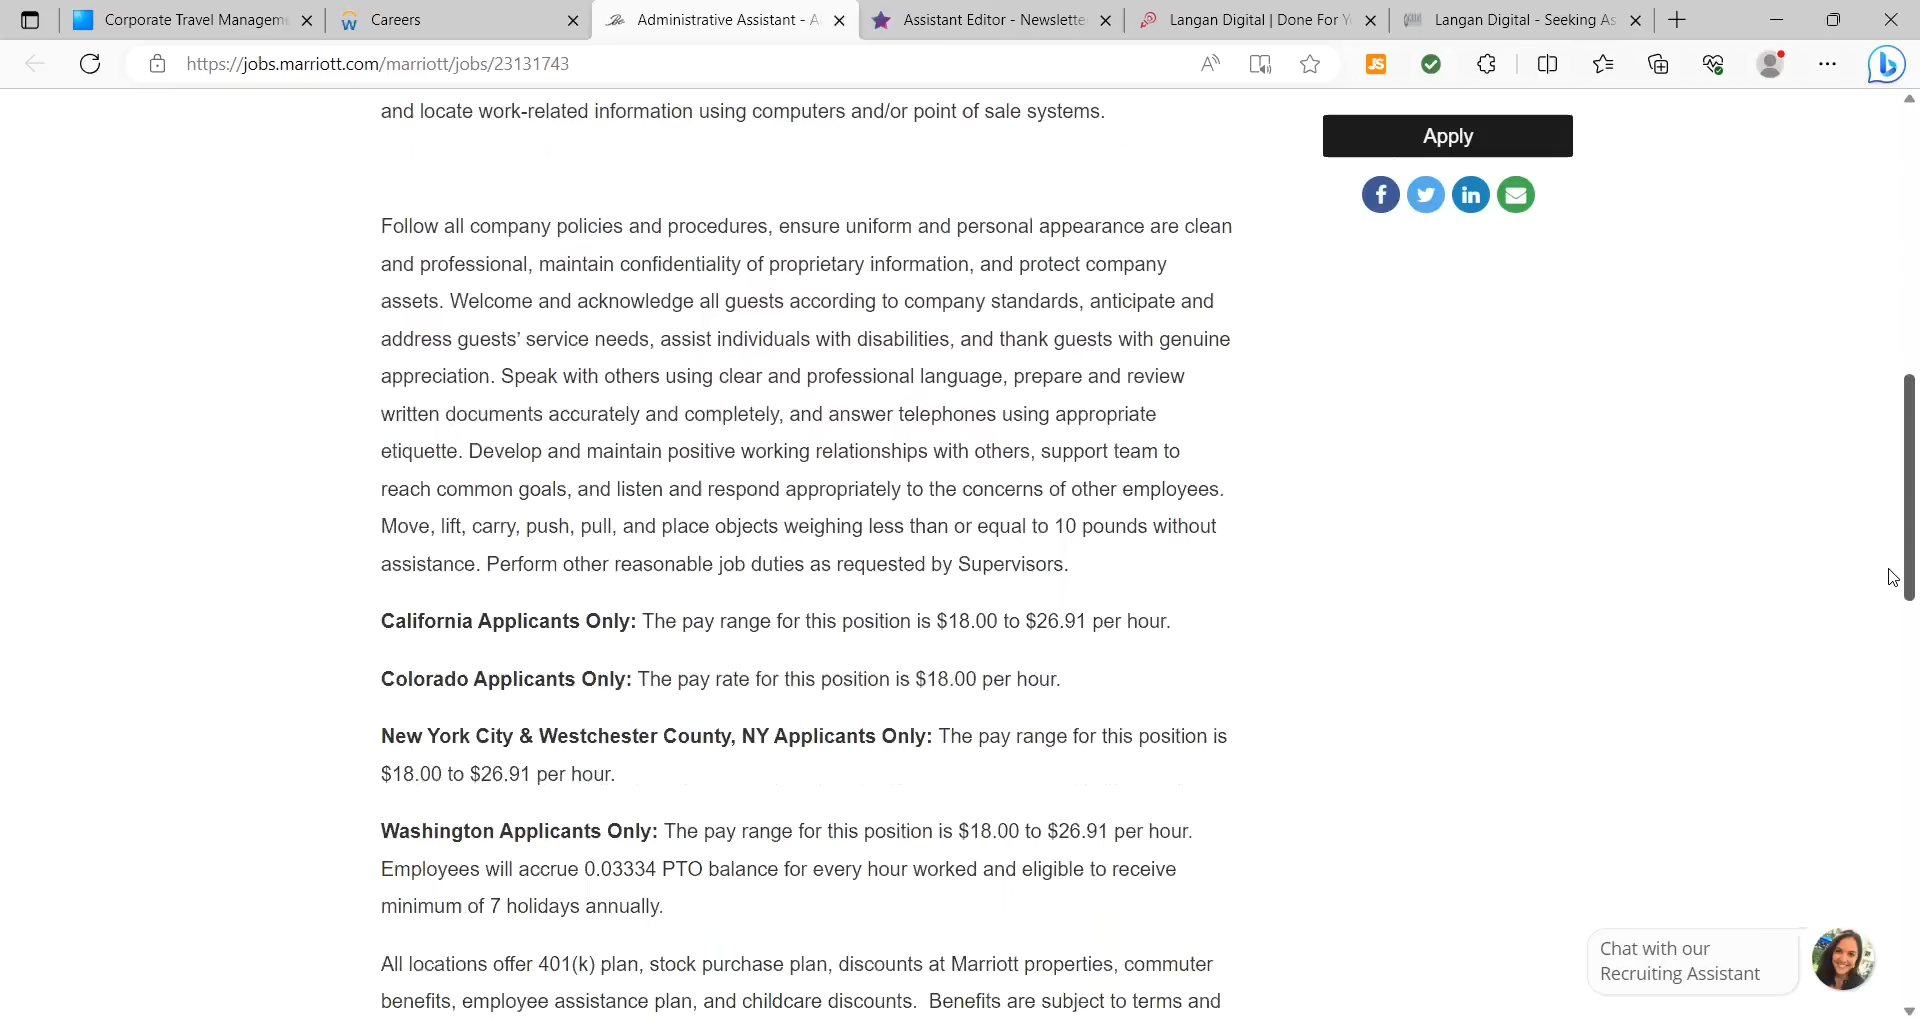 Corporate Travel Managem
Careers
Administrative Assistant - A
Assistant Editor - Newslette
Langan Digital | Done For Y
Langan Digital - Seeking As
https://jobs.marriott.com/marriott/jobs/23131743
JS
and locate work-related information using computers and/or point of sale systems.
Apply
Follow all company policies and procedures, ensure uniform and personal appearance are clean
and professional, maintain confidentiality of proprietary information, and protect company
assets. Welcome and acknowledge all guests according to company standards, anticipate and
address guests’ service needs, assist individuals with disabilities, and thank guests with genuine
appreciation. Speak with others using clear and professional language, prepare and review
written documents accurately and completely, and answer telephones using appropriate
etiquette. Develop and maintain positive working relationships with others, support team to
reach common goals, and listen and respond appropriately to the concerns of other employees.
Move, lift, carry, push, pull, and place objects weighing less than or equal to 10 pounds without
assistance. Perform other reasonable job duties as requested by Supervisors.
California Applicants Only: The pay range for this position is $18.00 to $26.91 per hour.
Colorado Applicants Only: The pay rate for this position is $18.00 per hour.
New York City & Westchester County, NY Applicants Only: The pay range for this position is
$18.00 to $26.91 per hour.
Washington Applicants Only: The pay range for this position is $18.00 to $26.91 per hour.
Employees will accrue 0.03334 PTO balance for every hour worked and eligible to receive
minimum of 7 holidays annually.
All locations offer 401(k) plan, stock purchase plan, discounts at Marriott properties, commuter
benefits, employee assistance plan, and childcare discounts.  Benefits are subject to terms and
Chat with our
Recruiting Assistant